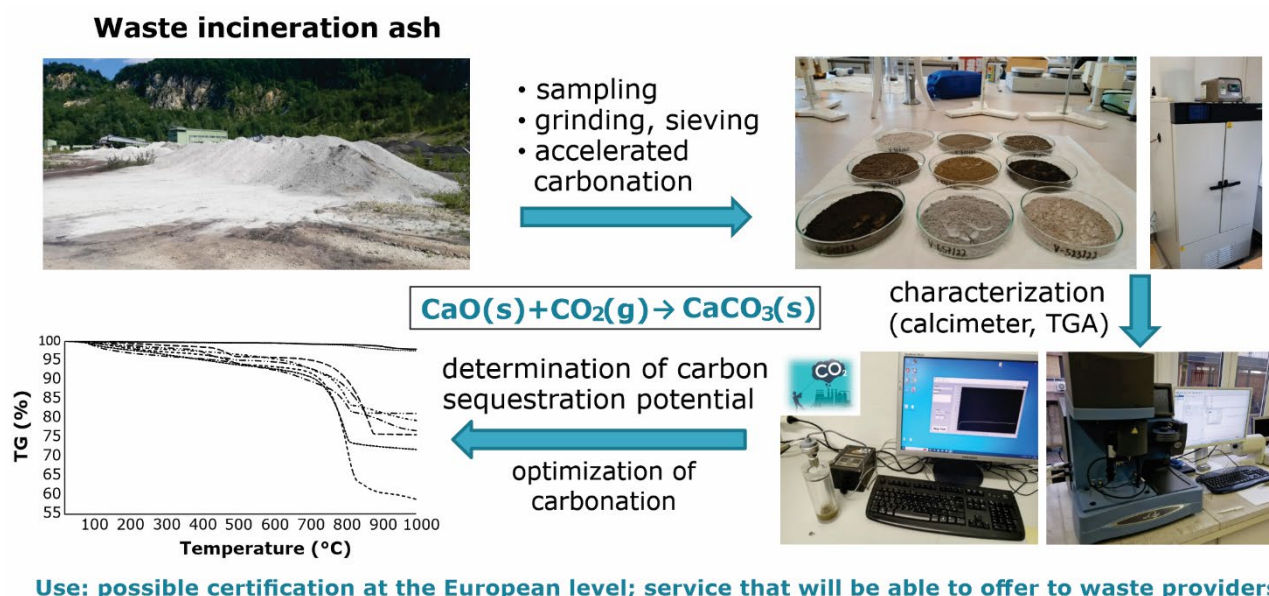 Waste incineration ash
• sampling
• grinding, sieving
• accelerated
carbonation
V-523/22
CaO(s)+CO₂(g)→ CaCO₃(s)
characterization
(calcimeter, TGA)
CO₂
determination of carbon
sequestration potential
optimization of
carbonation
TG (%)
100
95
90
85
80
75
70
65
60
55
100 200 300 400 500 600 700 800 900 1000
Temperature (°C)
Use: possible certification at the European level; service that will be able to offer to waste providers